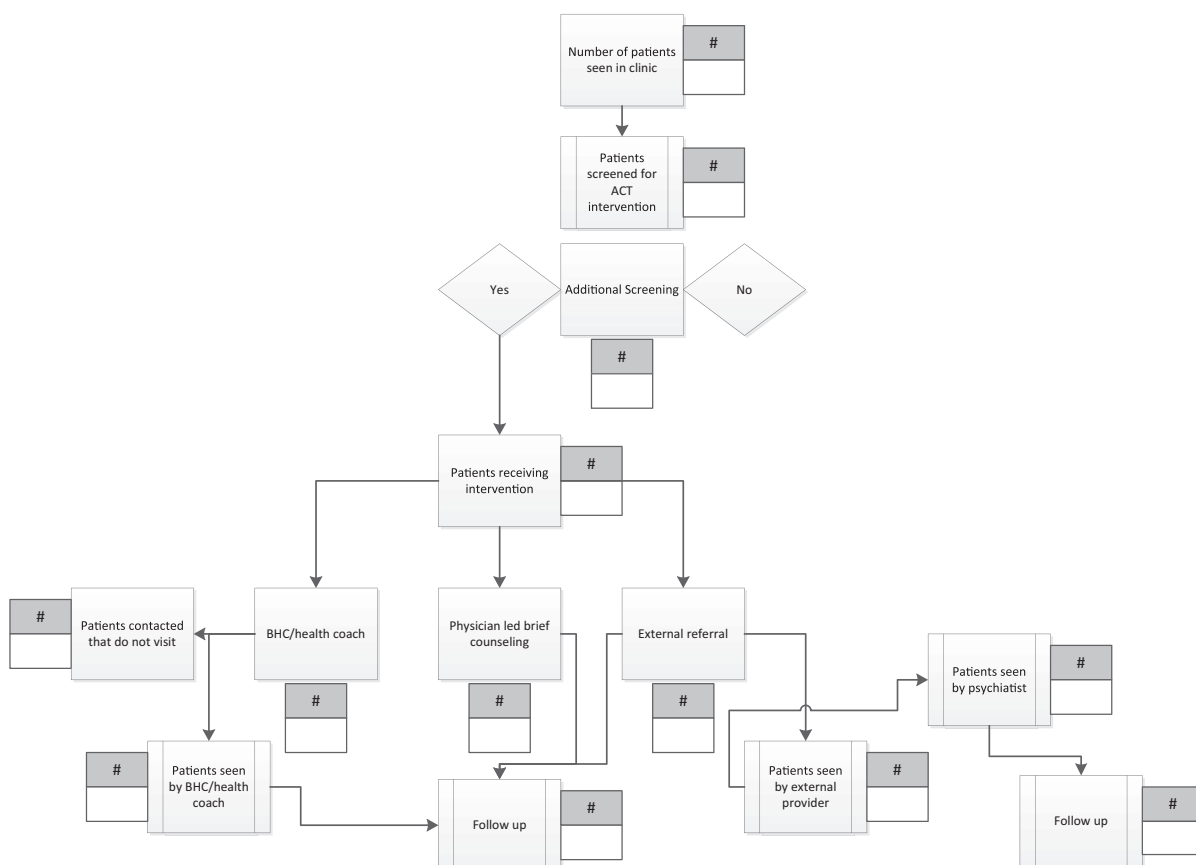 Number of patients
seen in clinic
#
Patients
screened for
ACT
intervention
#
Yes
Additional Screening
No
#
Patients receiving
intervention
#
#
Patients contacted
that do not visit
BHC/health coach
Physician led brief
counseling
External referral
Patients seen
by psychiatist
#
#
#
#
#
Patients seen
by BHC/health
coach
Patients seen
by external
provider
#
Follow up
#
Follow up
#